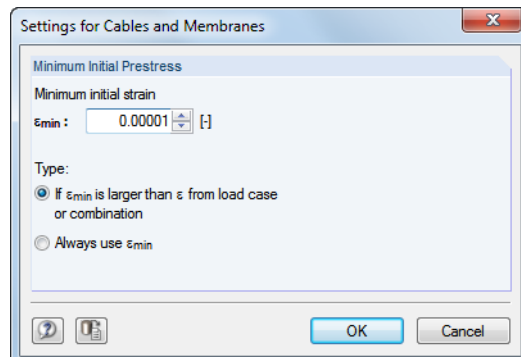 Settings for Cables and Membranes
Minimum Initial Prestress
Minimum initial strain
εmin : 0.00001 [-]
Type:
If εmin is larger than ε from load case
or combination
Always use εmin
OK Cancel